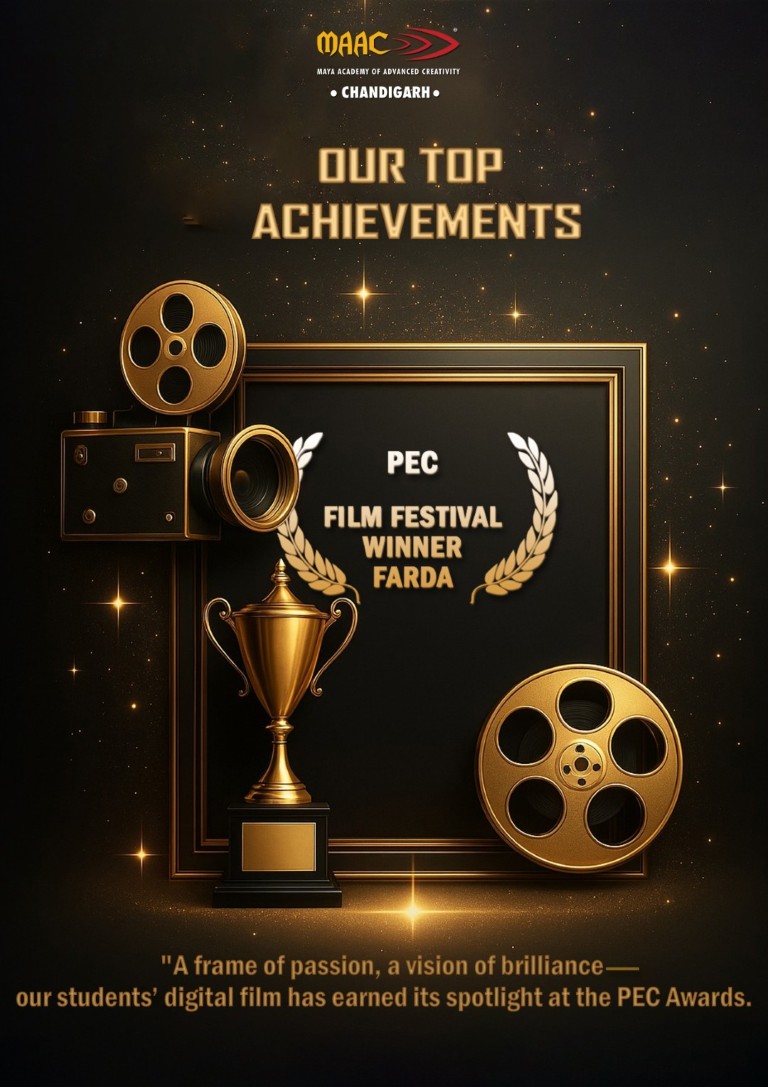 MAAC
MAYA ACADEMY OF ADVANCED CREATIVITY
• CHANDIGARH •
OUR TOP
ACHIEVEMENTS
PEC
FILM FESTIVAL
WINNER
FARDA
"A frame of passion, a vision of brilliance—
our students’ digital film has earned its spotlight at the PEC Awards.